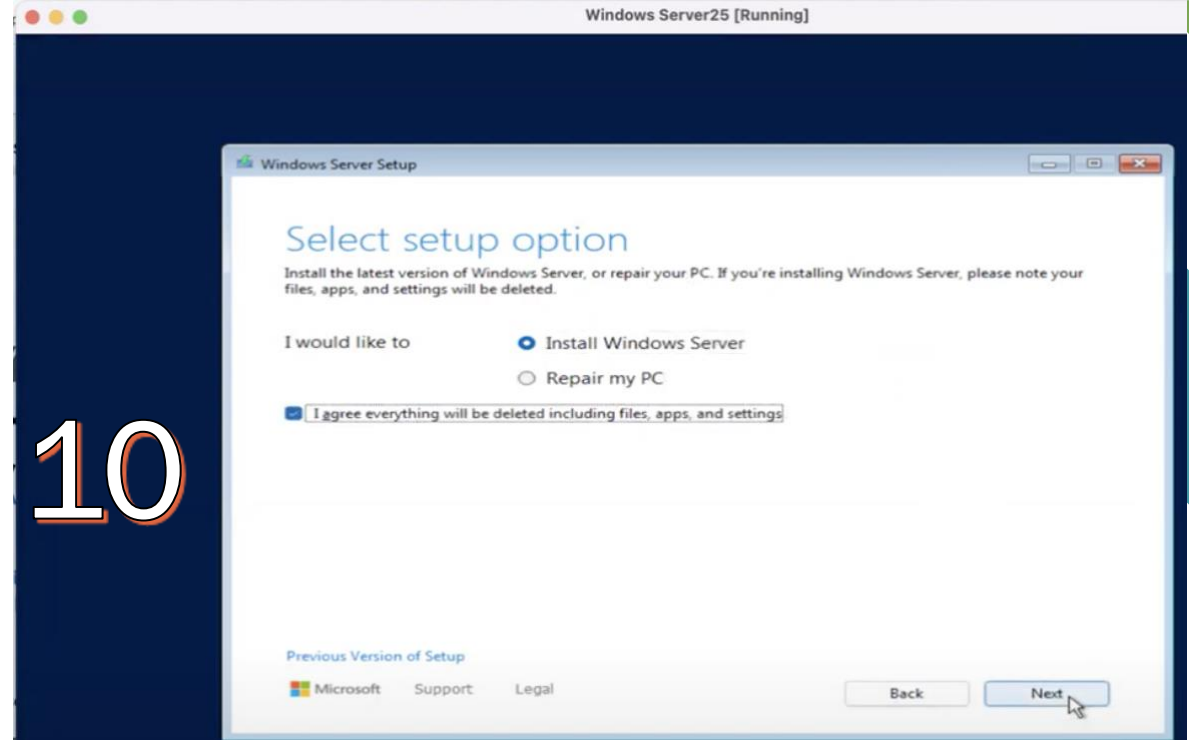 Windows Server25 [Running]
Windows Server Setup
Select setup option
Install the latest version of Windows Server, or repair your PC. If you're installing Windows Server, please note your
files, apps, and settings will be deleted.
I would like to
Install Windows Server
Repair my PC
I agree everything will be deleted including files, apps, and settings
10
Previous Version of Setup
Microsoft Support Legal
Back Next